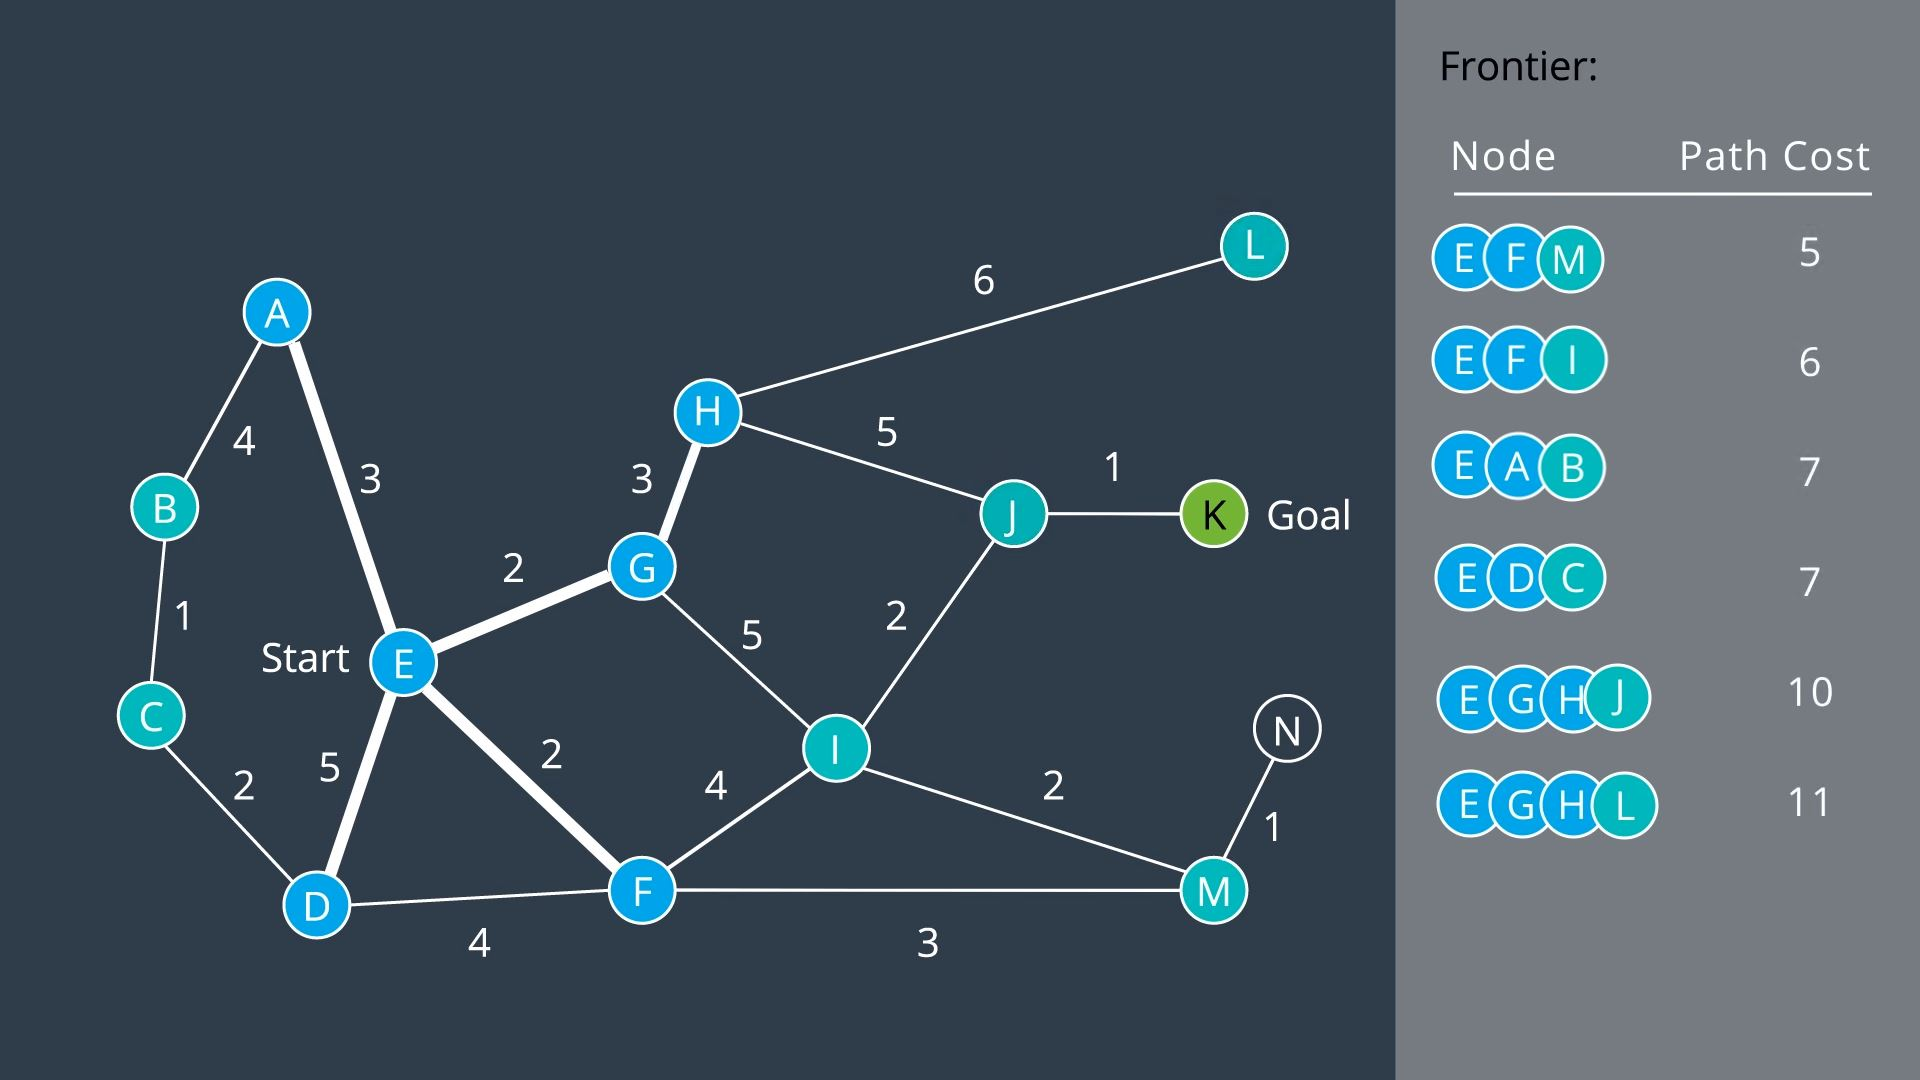 Frontier:
Node Path Cost
E F M 5
E F I 6
E A B 7
E D C 7
E G H J 10
E G H L 11
L
6
A
H
4
5
3
3
1
B
J
K Goal
2
G
1
2
5
Start E
C
N
2
5
2
4
I
2
1
D
F
M
4
3